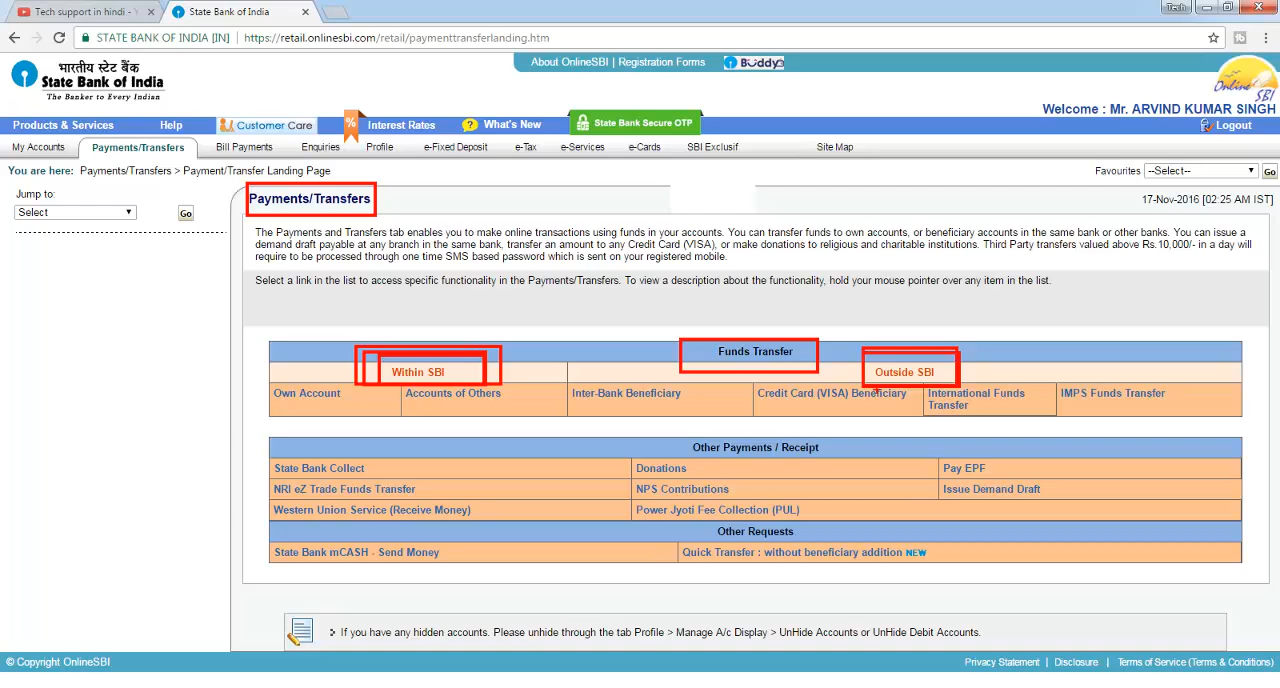 Tech support in hindi - Y
State Bank of India
Tech
STATE BANK OF INDIA [IN] https://retail.onlinesbi.com/retail/paymenttransferlanding.htm
भारतीय स्टेट बैंक
State Bank of India
The Banker to Every Indian
About OnlineSBI | Registration Forms
Buddy
Online SBI
Welcome : Mr. ARVIND KUMAR SINGH
Products & Services Help Customer Care % Interest Rates ? What's New State Bank Secure OTP Logout
My Accounts Payments/Transfers Bill Payments Enquiries Profile e-Fixed Deposit e-Tax e-Services e-Cards SBI Exclusif Site Map
You are here: Payments/Transfers > Payment/Transfer Landing Page
Favourites --Select-- Go
Jump to:
Select Go
Payments/Transfers
17-Nov-2016 [02:25 AM IST]
The Payments and Transfers tab enables you to make online transactions using funds in your accounts. You can transfer funds to own accounts, or beneficiary accounts in the same bank or other banks. You can issue a
demand draft payable at any branch in the same bank, transfer an amount to any Credit Card (VISA), or make donations to religious and charitable institutions. Third Party transfers valued above Rs.10,000/- in a day will
require to be processed through one time SMS based password which is sent on your registered mobile.
Select a link in the list to access specific functionality in the Payments/Transfers. To view a description about the functionality, hold your mouse pointer over any item in the list.
Funds Transfer
Within SBI Outside SBI
Own Account Accounts of Others Inter-Bank Beneficiary Credit Card (VISA) Beneficiary International Funds IMPS Funds Transfer
Transfer
Other Payments / Receipt
State Bank Collect Donations Pay EPF
NRI eZ Trade Funds Transfer NPS Contributions Issue Demand Draft
Western Union Service (Receive Money) Power Jyoti Fee Collection (PUL)
Other Requests
State Bank mCASH - Send Money Quick Transfer : without beneficiary addition NEW
If you have any hidden accounts. Please unhide through the tab Profile > Manage A/c Display > UnHide Accounts or UnHide Debit Accounts.
© Copyright OnlineSBI
Privacy Statement | Disclosure | Terms of Service (Terms & Conditions)